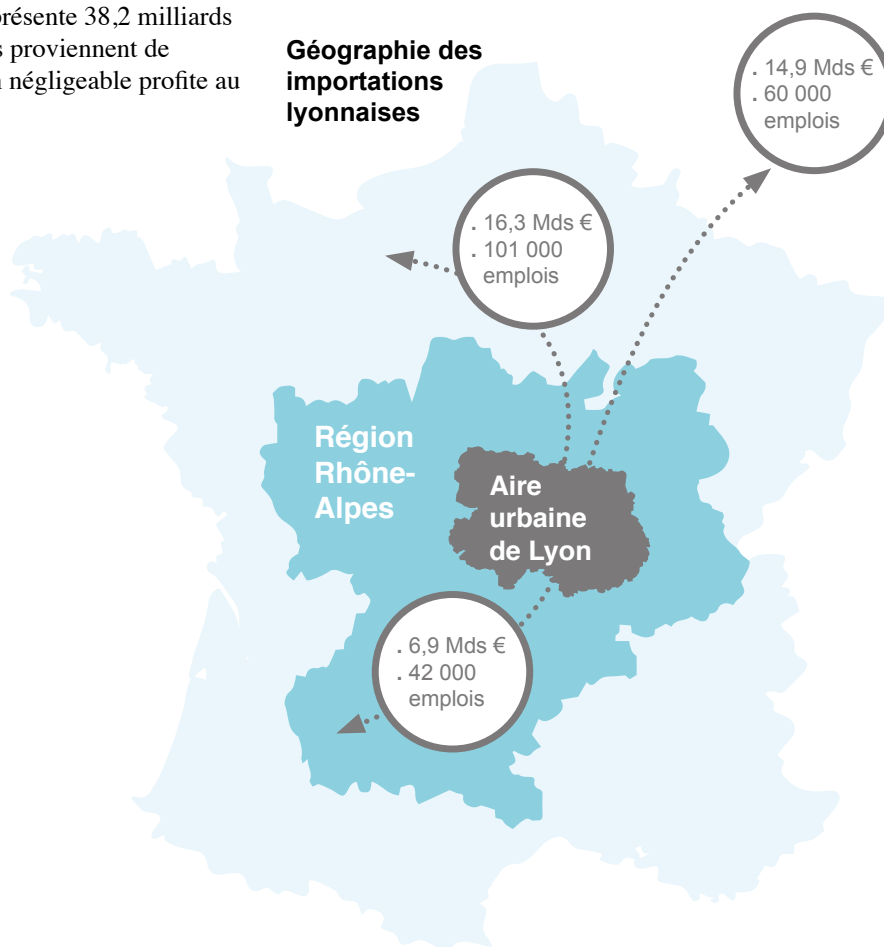 présente 38,2 milliards
s proviennent de
n négligeable profite au
Géographie des
importations
lyonnaises
. 14,9 Mds €
. 60 000
emplois
. 16,3 Mds €
. 101 000
emplois
Région
Rhône-
Alpes
Aire
urbaine
de Lyon
. 6,9 Mds €
. 42 000
emplois